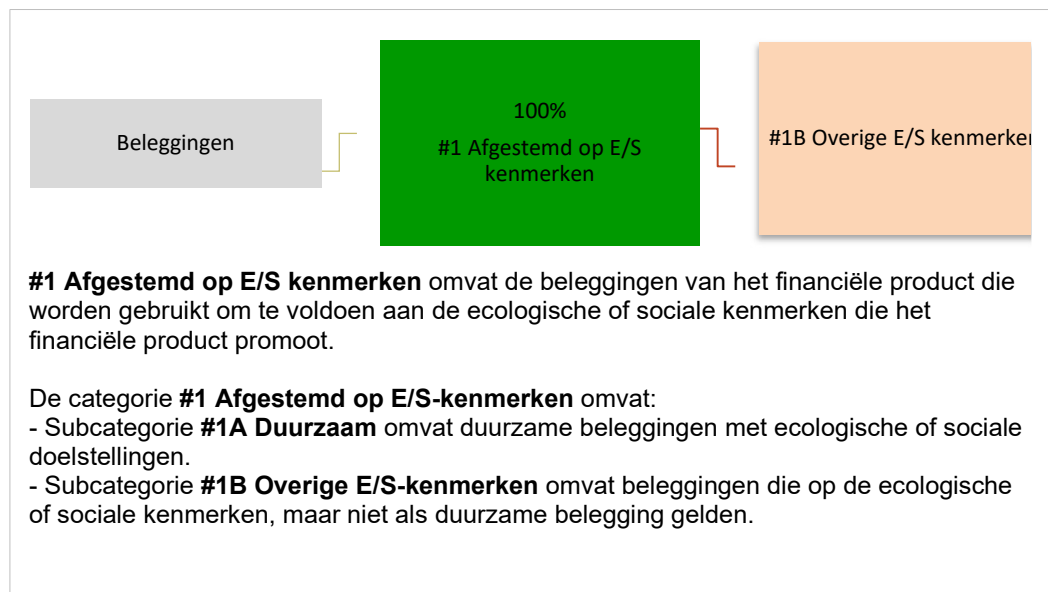 Beleggingen
100%
#1 Afgestemd op E/S
kenmerken
#1B Overige E/S kenmerken
#1 Afgestemd op E/S kenmerken omvat de beleggingen van het financiële product die
worden gebruikt om te voldoen aan de ecologische of sociale kenmerken die het
financiële product promoot.
De categorie #1 Afgestemd op E/S-kenmerken omvat:
- Subcategorie #1A Duurzaam omvat duurzame beleggingen met ecologische of sociale
doelstellingen.
- Subcategorie #1B Overige E/S-kenmerken omvat beleggingen die op de ecologische
of sociale kenmerken, maar niet als duurzame belegging gelden.